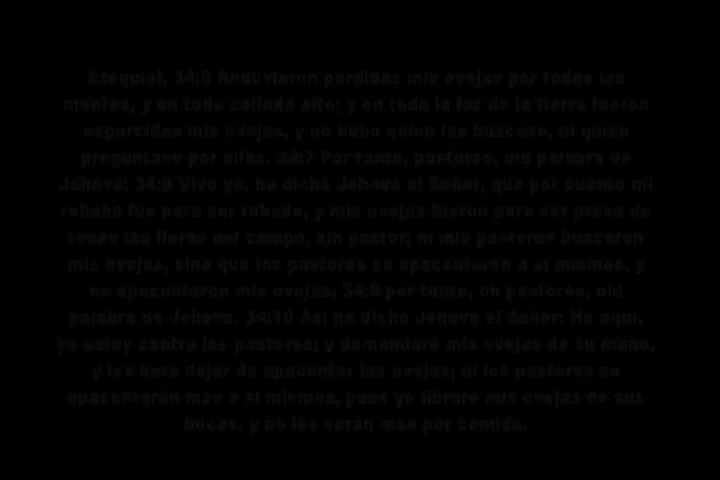 Ezequiel, 34:6 Anduvieron perdidas mis ovejas por todos los
montes, y en todo collado alto; y en toda la faz de la tierra fueron
esparcidas mis ovejas, y no hubo quien las buscase, ni quien
preguntase por ellas. 34:7 Por tanto, pastores, oíd palabra de
Jehová: 34:8 Vivo yo, ha dicho Jehová el Señor, que por cuanto mi
rebaño fue para ser robado, y mis ovejas fueron para ser presa de
todas las fieras del campo, sin pastor; ni mis pastores buscaron
mis ovejas, sino que los pastores se apacentaron a sí mismos, y
no apacentaron mis ovejas; 34:9 por tanto, oh pastores, oíd
palabra de Jehová. 34:10 Así ha dicho Jehová el Señor: He aquí,
yo estoy contra los pastores; y demandaré mis ovejas de su mano,
y les haré dejar de apacentar las ovejas; ni los pastores se
apacentarán más a sí mismos, pues yo libraré mis ovejas de sus
bocas, y no les serán más por comida.